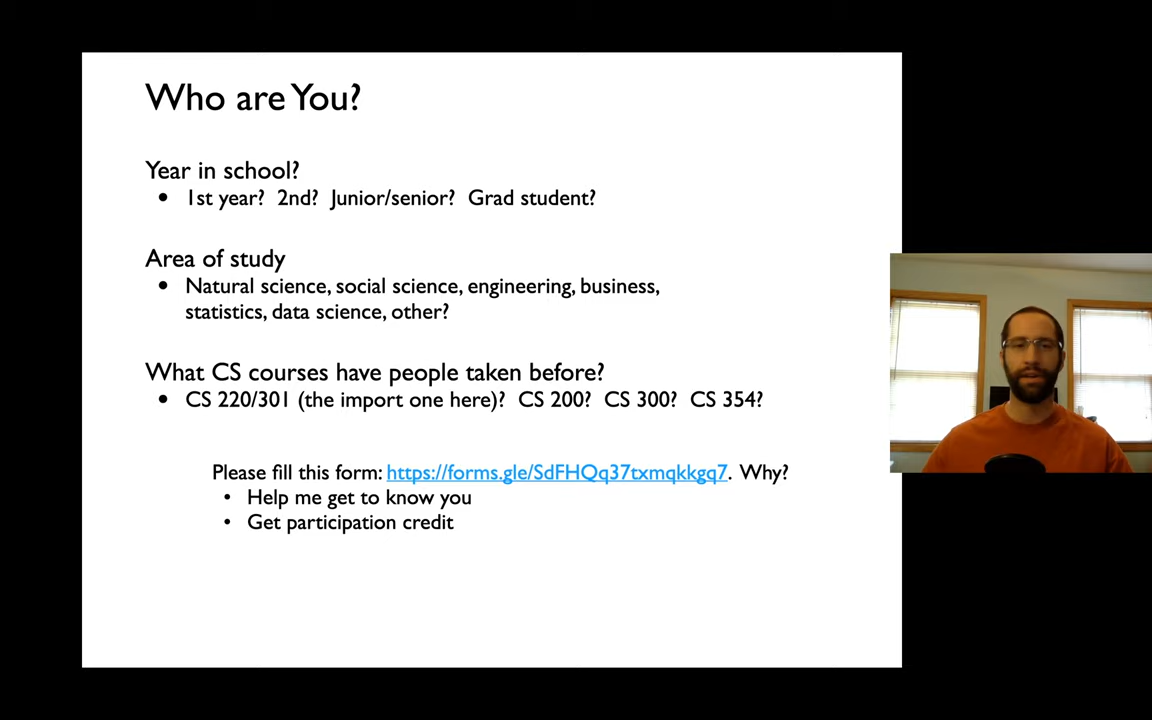 Who are You?
Year in school?
• 1st year? 2nd? Junior/senior? Grad student?
Area of study
• Natural science, social science, engineering, business,
statistics, data science, other?
What CS courses have people taken before?
• CS 220/301 (the import one here)? CS 200? CS 300? CS 354?
Please fill this form: https://forms.gle/SdFHQq37txmqkkgq7. Why?
• Help me get to know you
• Get participation credit